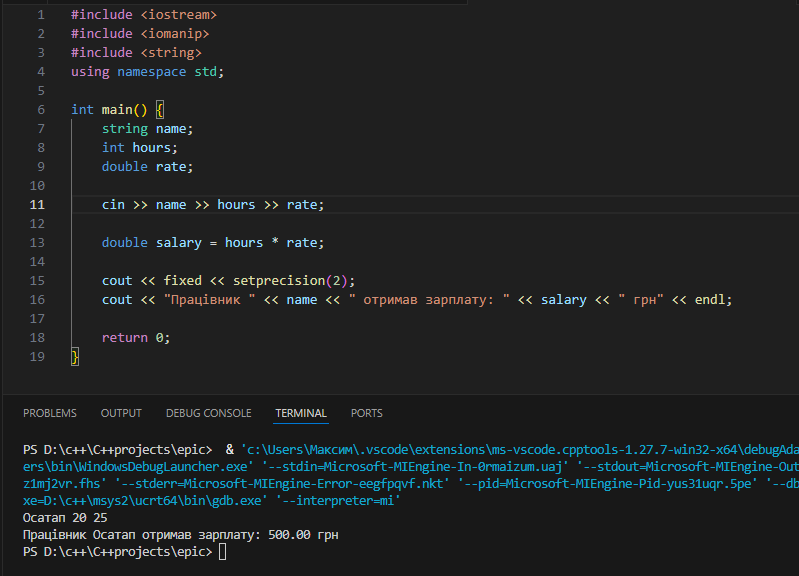 1 #include <iostream>
2 #include <iomanip>
3 #include <string>
4 using namespace std;
5
6 int main() {
7 string name;
8 int hours;
9 double rate;
10
11 cin >> name >> hours >> rate;
12
13 double salary = hours * rate;
14
15 cout << fixed << setprecision(2);
16 cout << "Працівник " << name << " отримав зарплату: " << salary << " грн" << endl;
17
18 return 0;
19 }
PROBLEMS OUTPUT DEBUG CONSOLE TERMINAL PORTS
PS D:\c++\C++projects\epic> & 'c:\Users\Максим\.vscode\extensions\ms-vscode.cpptools-1.27.7-win32-x64\debugAda
ers\bin\WindowsDebugLauncher.exe' '--stdin=Microsoft-MIEngine-In-0rmaizum.uaj' '--stdout=Microsoft-MIEngine-Out
z1mj2vr.fhs' '--stderr=Microsoft-MIEngine-Error-eegfpqvf.nkt' '--pid=Microsoft-MIEngine-Pid-yus31uqr.5pe' '--db
xe=D:\c++\msys2\ucrt64\bin\gdb.exe' '--interpreter=mi'
Осатап 20 25
Працівник Осатап отримав зарплату: 500.00 грн
PS D:\c++\C++projects\epic>